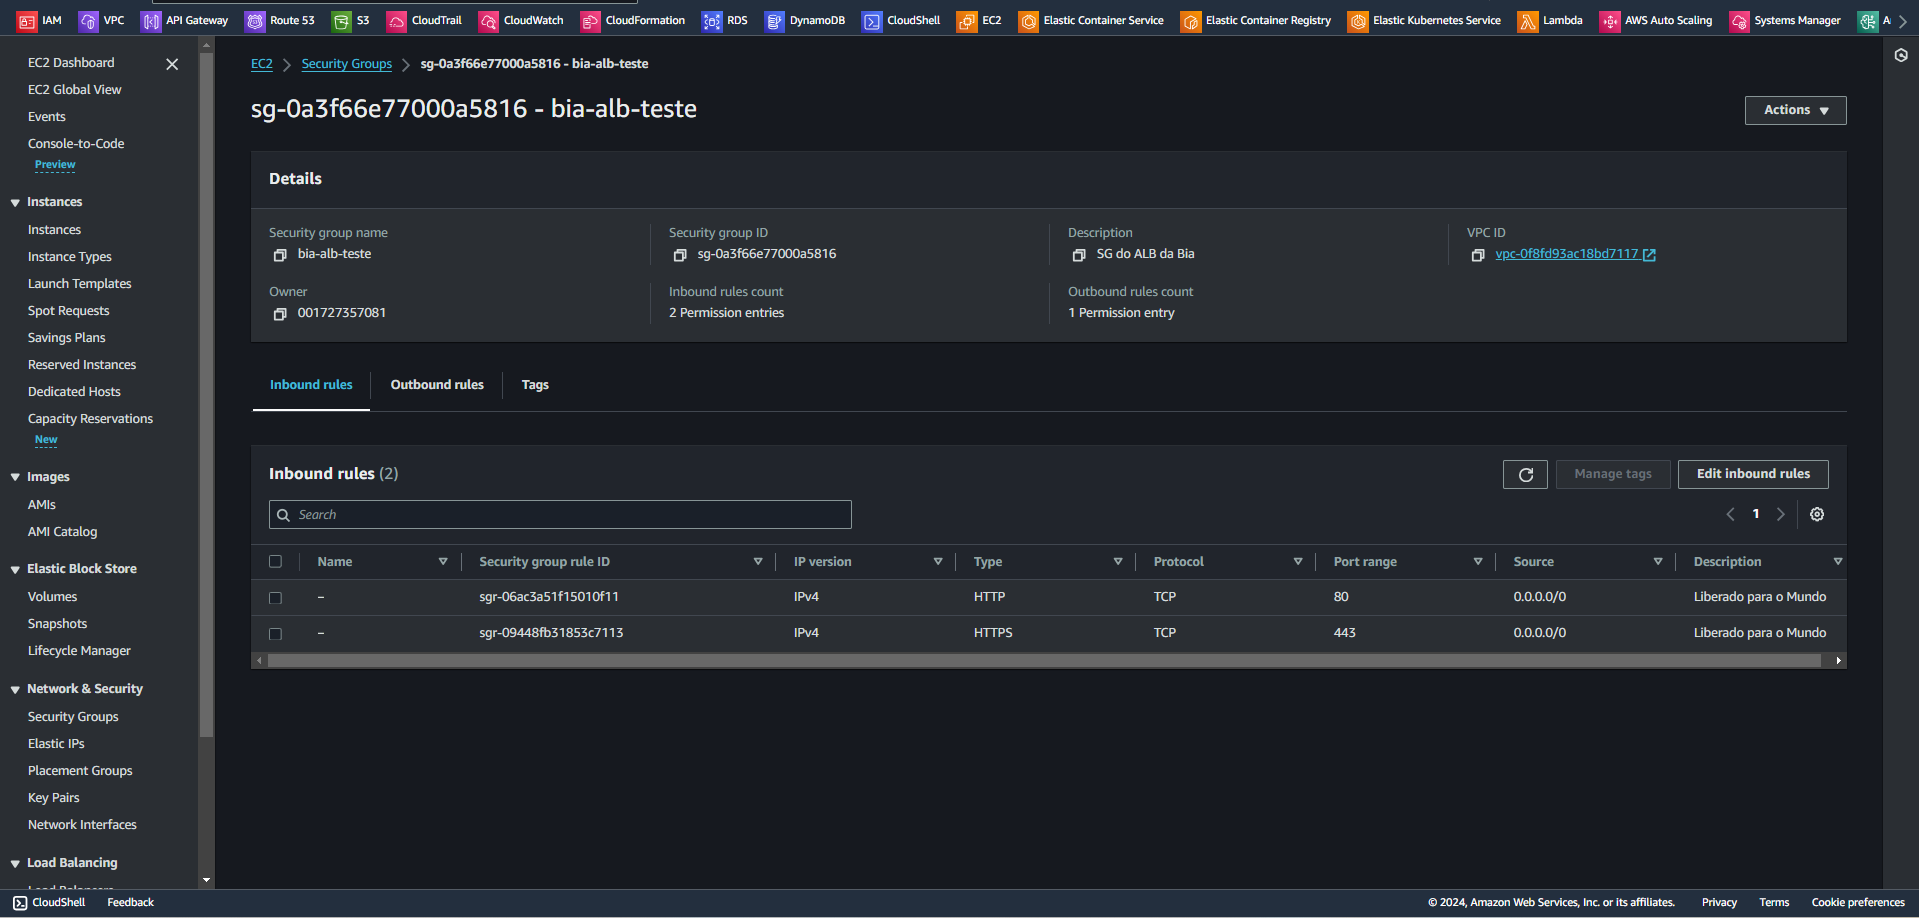 IAM VPC API Gateway Route 53 S3 CloudTrail CloudWatch CloudFormation RDS DynamoDB CloudShell EC2 Elastic Container Service Elastic Container Registry Elastic Kubernetes Service Lambda AWS Auto Scaling Systems Manager
EC2 Dashboard
EC2 Global View
Events
Console-to-Code
Preview
Instances
Instances
Instance Types
Launch Templates
Spot Requests
Savings Plans
Reserved Instances
Dedicated Hosts
Capacity Reservations
New
Images
AMIs
AMI Catalog
Elastic Block Store
Volumes
Snapshots
Lifecycle Manager
Network & Security
Security Groups
Elastic IPs
Placement Groups
Key Pairs
Network Interfaces
Load Balancing
EC2 Security Groups sg-0a3f66e77000a5816 - bia-alb-teste
sg-0a3f66e77000a5816 - bia-alb-teste
Actions
Details
Security group name
bia-alb-teste
Security group ID
sg-0a3f66e77000a5816
Description
SG do ALB da Bia
VPC ID
vpc-0f8fd93ac18bd7117
Owner
001727357081
Inbound rules count
2 Permission entries
Outbound rules count
1 Permission entry
Inbound rules Outbound rules Tags
Inbound rules (2)
Manage tags Edit inbound rules
Search
1
Name Security group rule ID IP version Type Protocol Port range Source Description
– sgr-06ac3a51f15010f11 IPv4 HTTP TCP 80 0.0.0.0/0 Liberado para o Mundo
– sgr-09448fb31853c7113 IPv4 HTTPS TCP 443 0.0.0.0/0 Liberado para o Mundo
CloudShell Feedback © 2024, Amazon Web Services, Inc. or its affiliates. Privacy Terms Cookie preferences